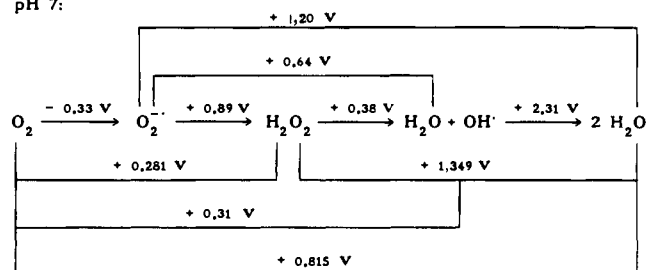 pH 7:
+ 1,20 V
+ 0,64 V
- 0,33 V + 0,89 V + 0,38 V + 2,31 V
O₂ O₂⁻· H₂O₂ H₂O + OH· 2 H₂O
+ 0,281 V + 1,349 V
+ 0,31 V
+ 0,815 V